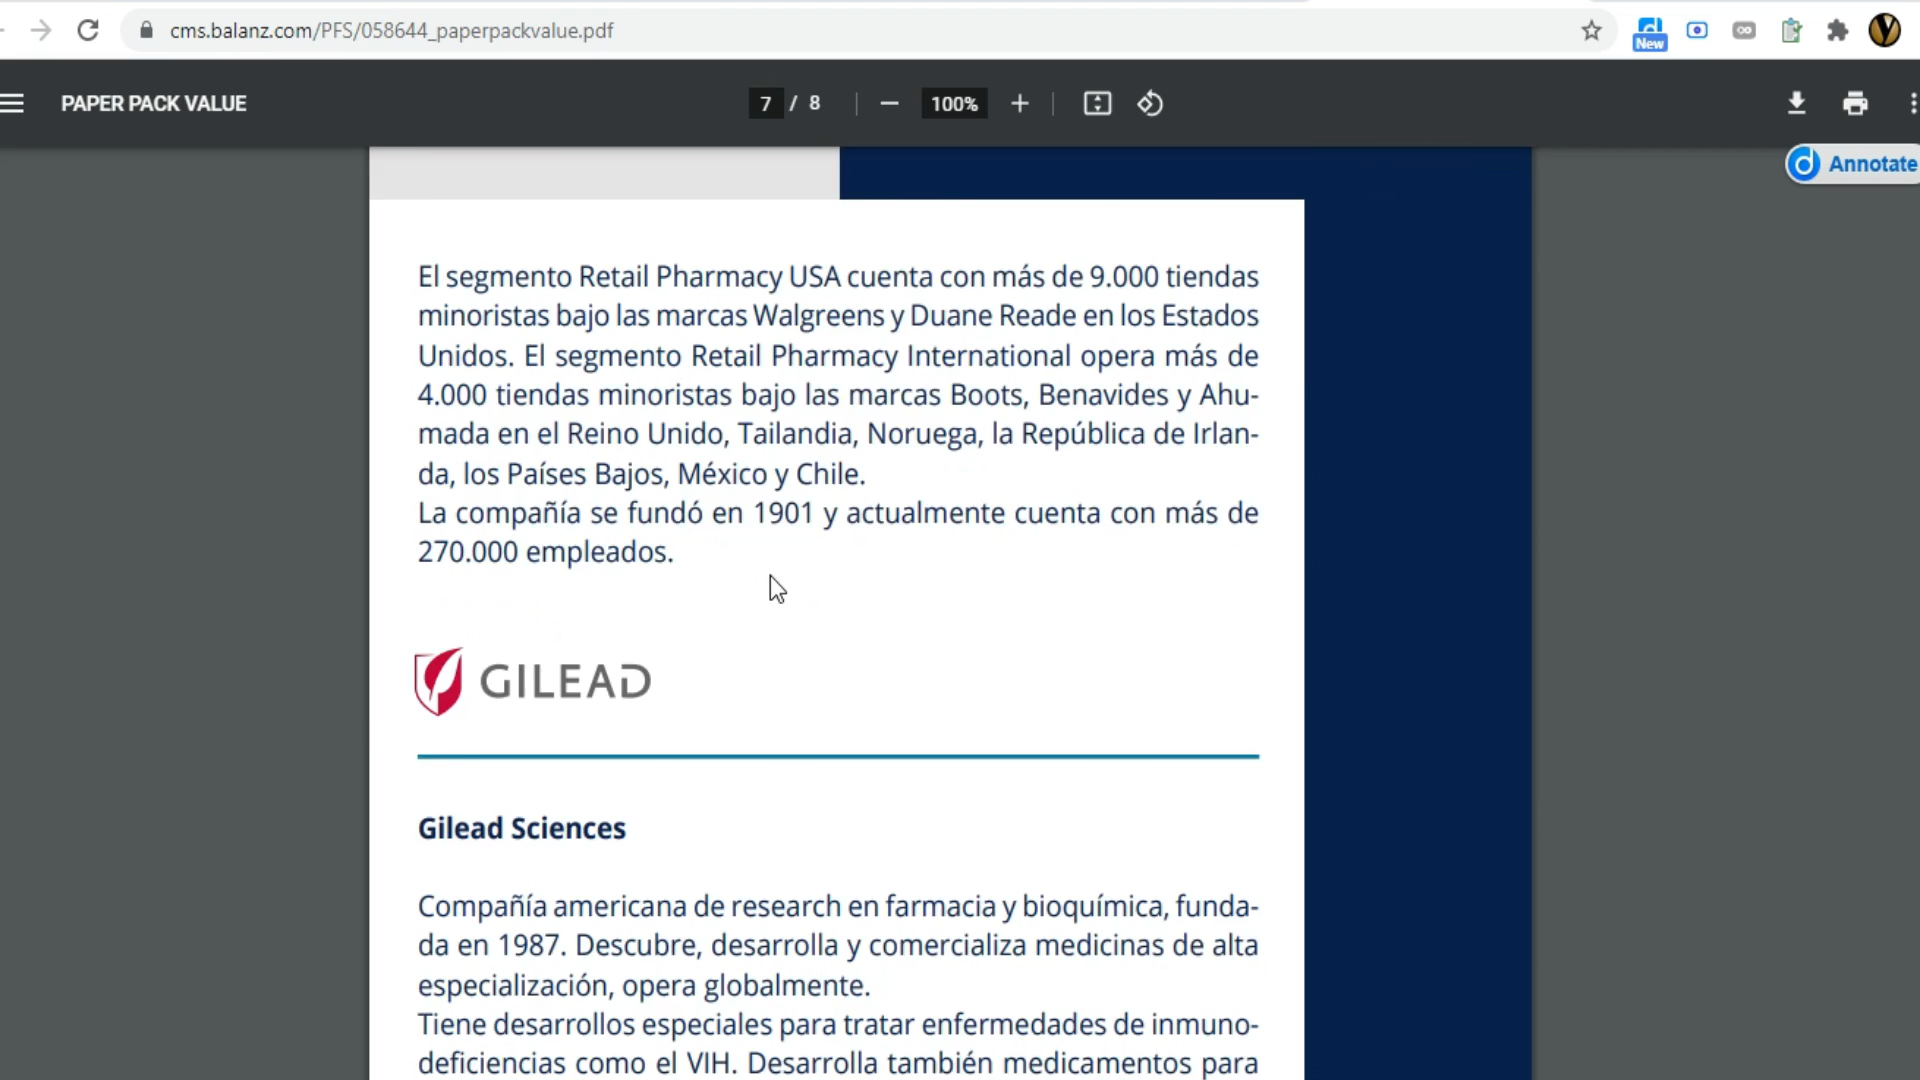 cms.balanz.com/PFS/058644_paperpackvalue.pdf
New
PAPER PACK VALUE
7 / 8
100%
Annotate
El segmento Retail Pharmacy USA cuenta con más de 9.000 tiendas
minoristas bajo las marcas Walgreens y Duane Reade en los Estados
Unidos. El segmento Retail Pharmacy International opera más de
4.000 tiendas minoristas bajo las marcas Boots, Benavides y Ahu-
mada en el Reino Unido, Tailandia, Noruega, la República de Irlan-
da, los Países Bajos, México y Chile.
La compañía se fundó en 1901 y actualmente cuenta con más de
270.000 empleados.
GILEAD
Gilead Sciences
Compañía americana de research en farmacia y bioquímica, funda-
da en 1987. Descubre, desarrolla y comercializa medicinas de alta
especialización, opera globalmente.
Tiene desarrollos especiales para tratar enfermedades de inmuno-
deficiencias como el VIH. Desarrolla también medicamentos para